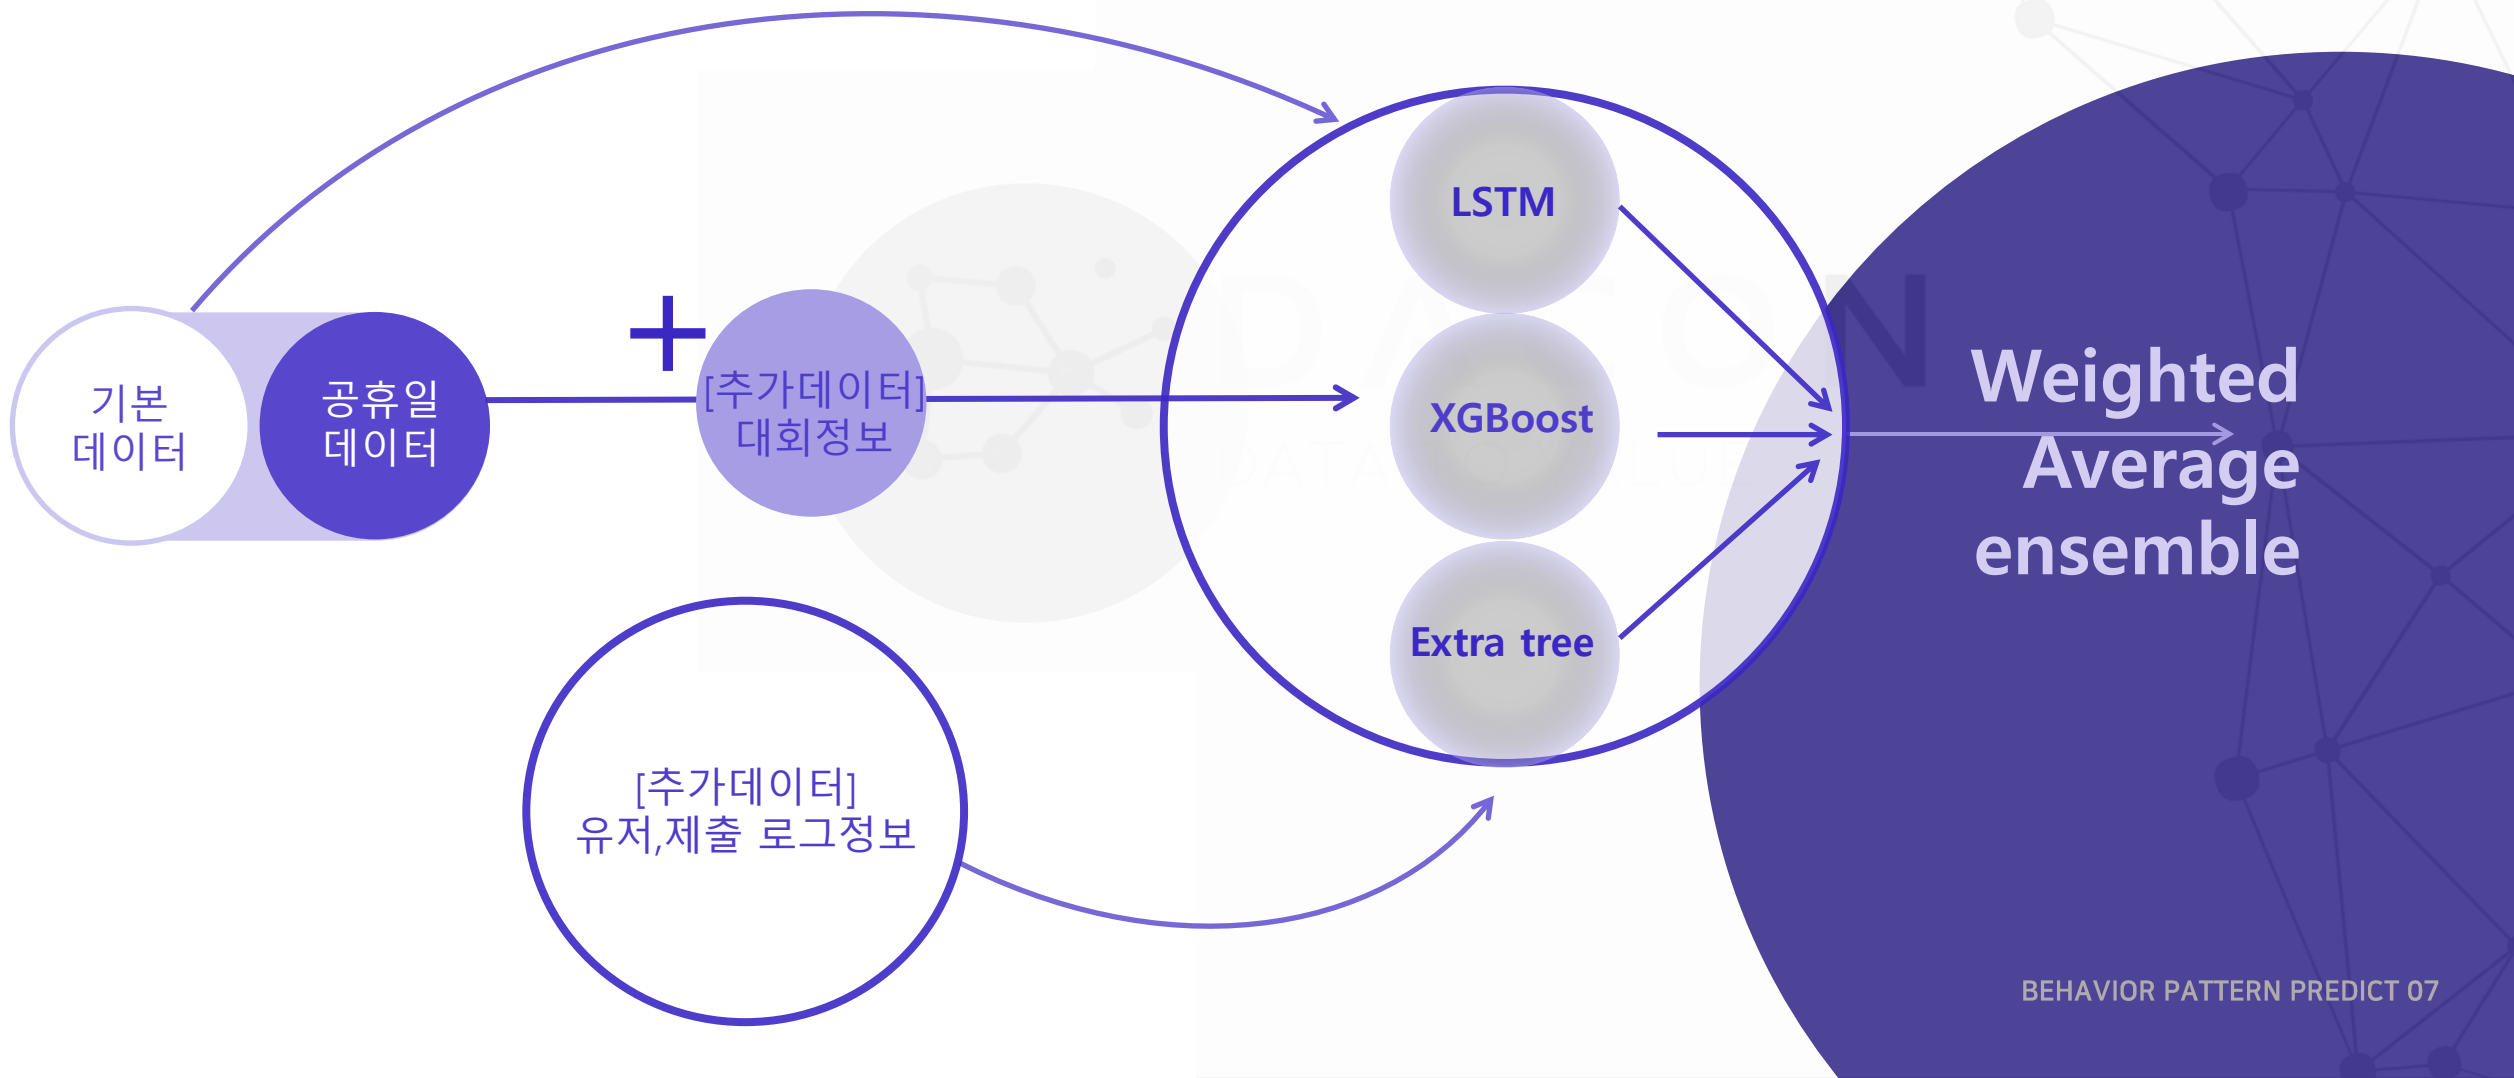 기본
데이터
공휴일
데이터
+
[추가데이터]
대회정보
[추가데이터]
유저,제출 로그정보
LSTM
XGBoost
Extra tree
Weighted
Average
ensemble
BEHAVIOR PATTERN PREDICT 07